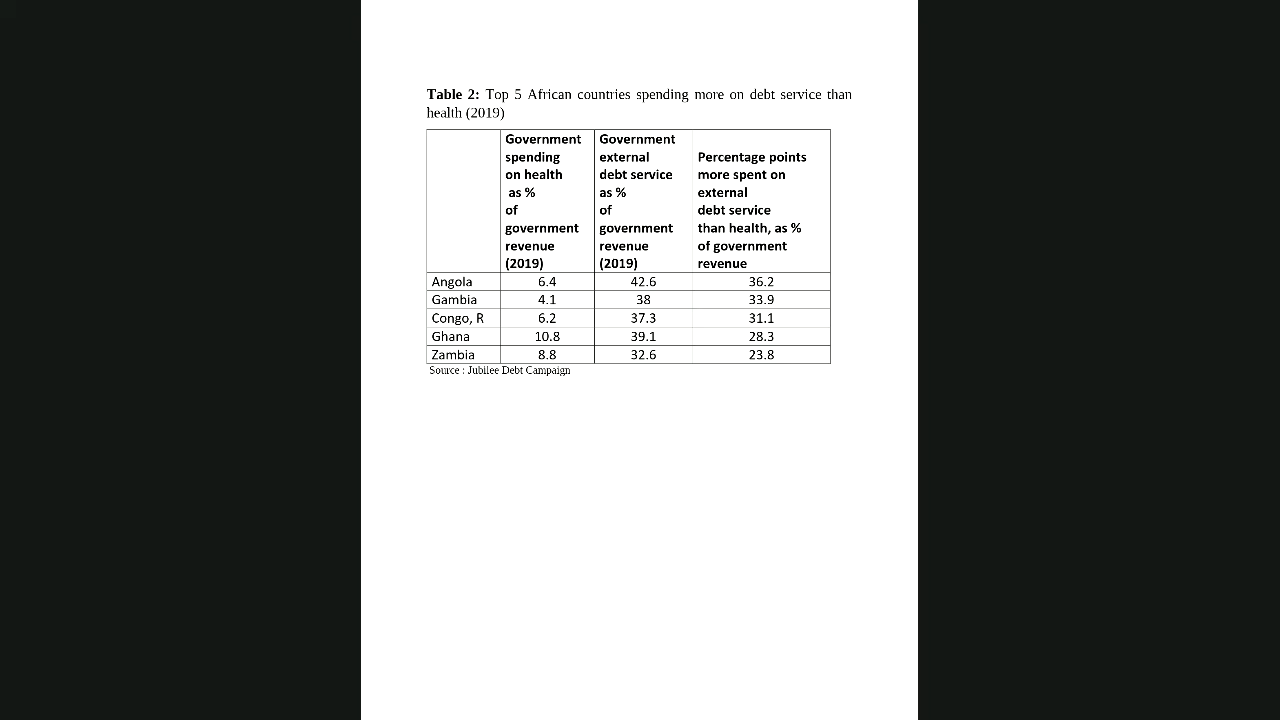 Table 2: Top 5 African countries spending more on debt service than
health (2019)
Government
spending
on health
as %
of
government
revenue
(2019)
Government
external
debt service
as %
of
government
revenue
(2019)
Percentage points
more spent on
external
debt service
than health, as %
of government
revenue
Angola 6.4 42.6 36.2
Gambia 4.1 38 33.9
Congo, R 6.2 37.3 31.1
Ghana 10.8 39.1 28.3
Zambia 8.8 32.6 23.8
Source : Jubilee Debt Campaign